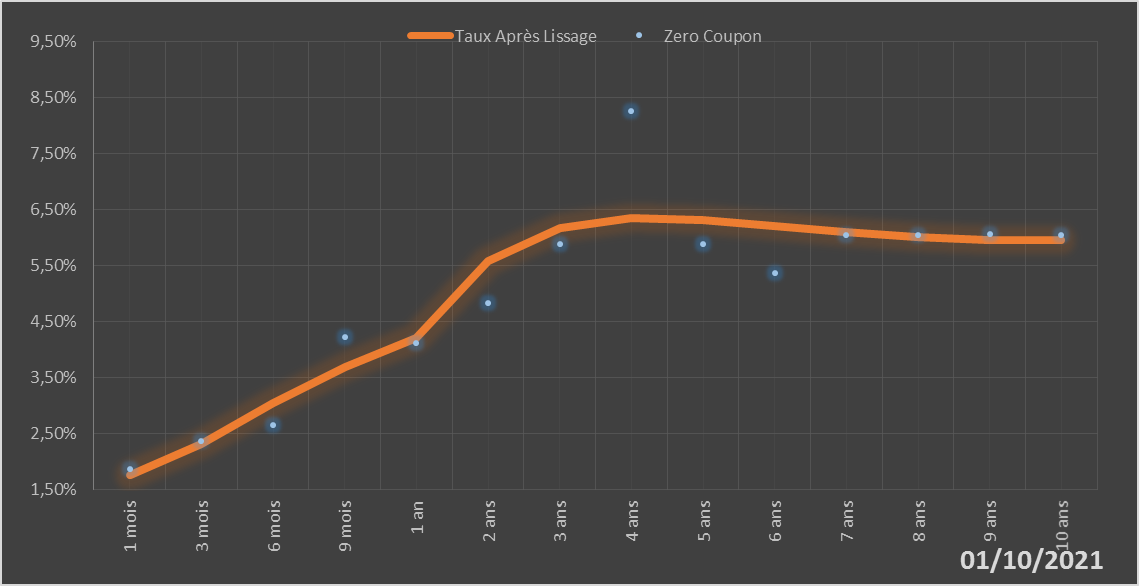 Taux Après Lissage Zero Coupon
9,50%
8,50%
7,50%
6,50%
5,50%
4,50%
3,50%
2,50%
1,50%
1 mois
3 mois
6 mois
9 mois
1 an
2 ans
3 ans
4 ans
5 ans
6 ans
7 ans
8 ans
9 ans
10 ans
01/10/2021